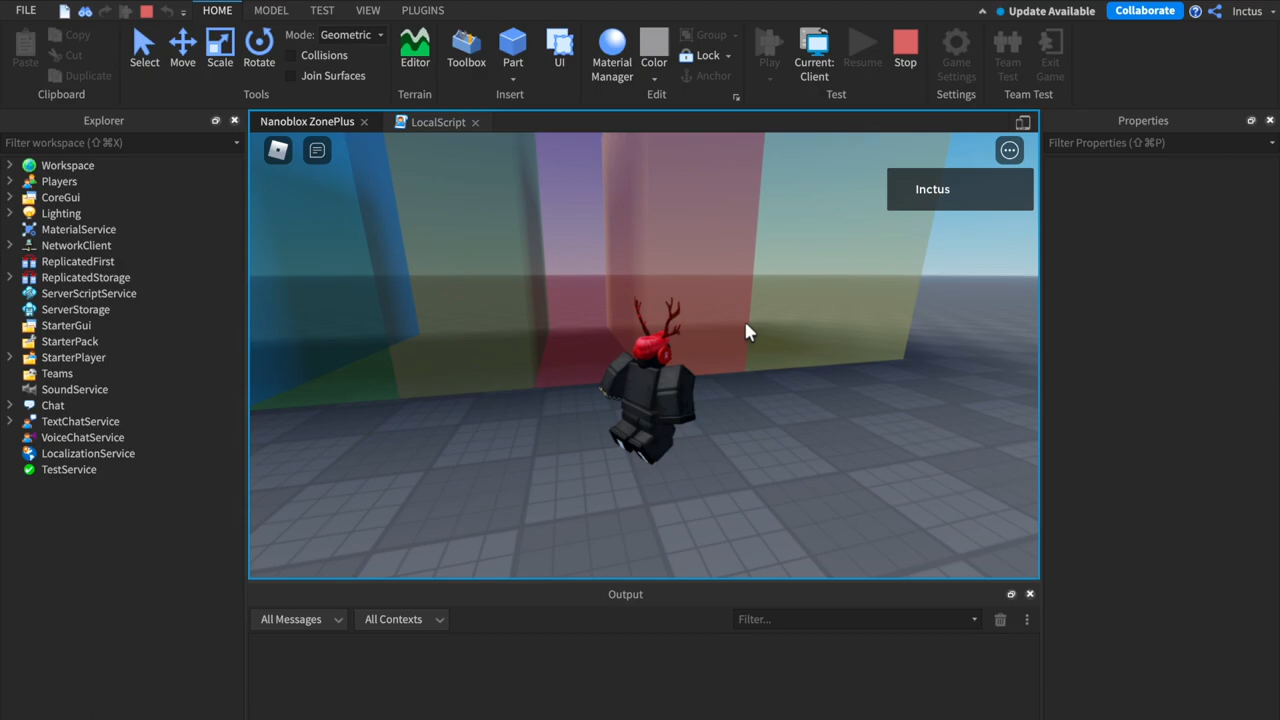 FILE HOME MODEL TEST VIEW PLUGINS Update Available Collaborate Inctus
Paste Copy Cut Duplicate
Clipboard
Select Move Scale Rotate
Mode: Geometric
Collisions
Join Surfaces
Tools
Editor
Terrain
Toolbox Part UI
Insert
Material Manager Color Group Lock Anchor
Edit
Play Current: Client Resume Stop
Test
Game Settings
Settings
Team Test Exit Game
Team Test
Explorer
Filter workspace (⇧⌘X)
Workspace
Players
CoreGui
Lighting
MaterialService
NetworkClient
ReplicatedFirst
ReplicatedStorage
ServerScriptService
ServerStorage
StarterGui
StarterPack
StarterPlayer
Teams
SoundService
Chat
TextChatService
VoiceChatService
LocalizationService
TestService
Nanoblox ZonePlus LocalScript
Inctus
Output
All Messages All Contexts Filter...
Properties
Filter Properties (⇧⌘P)